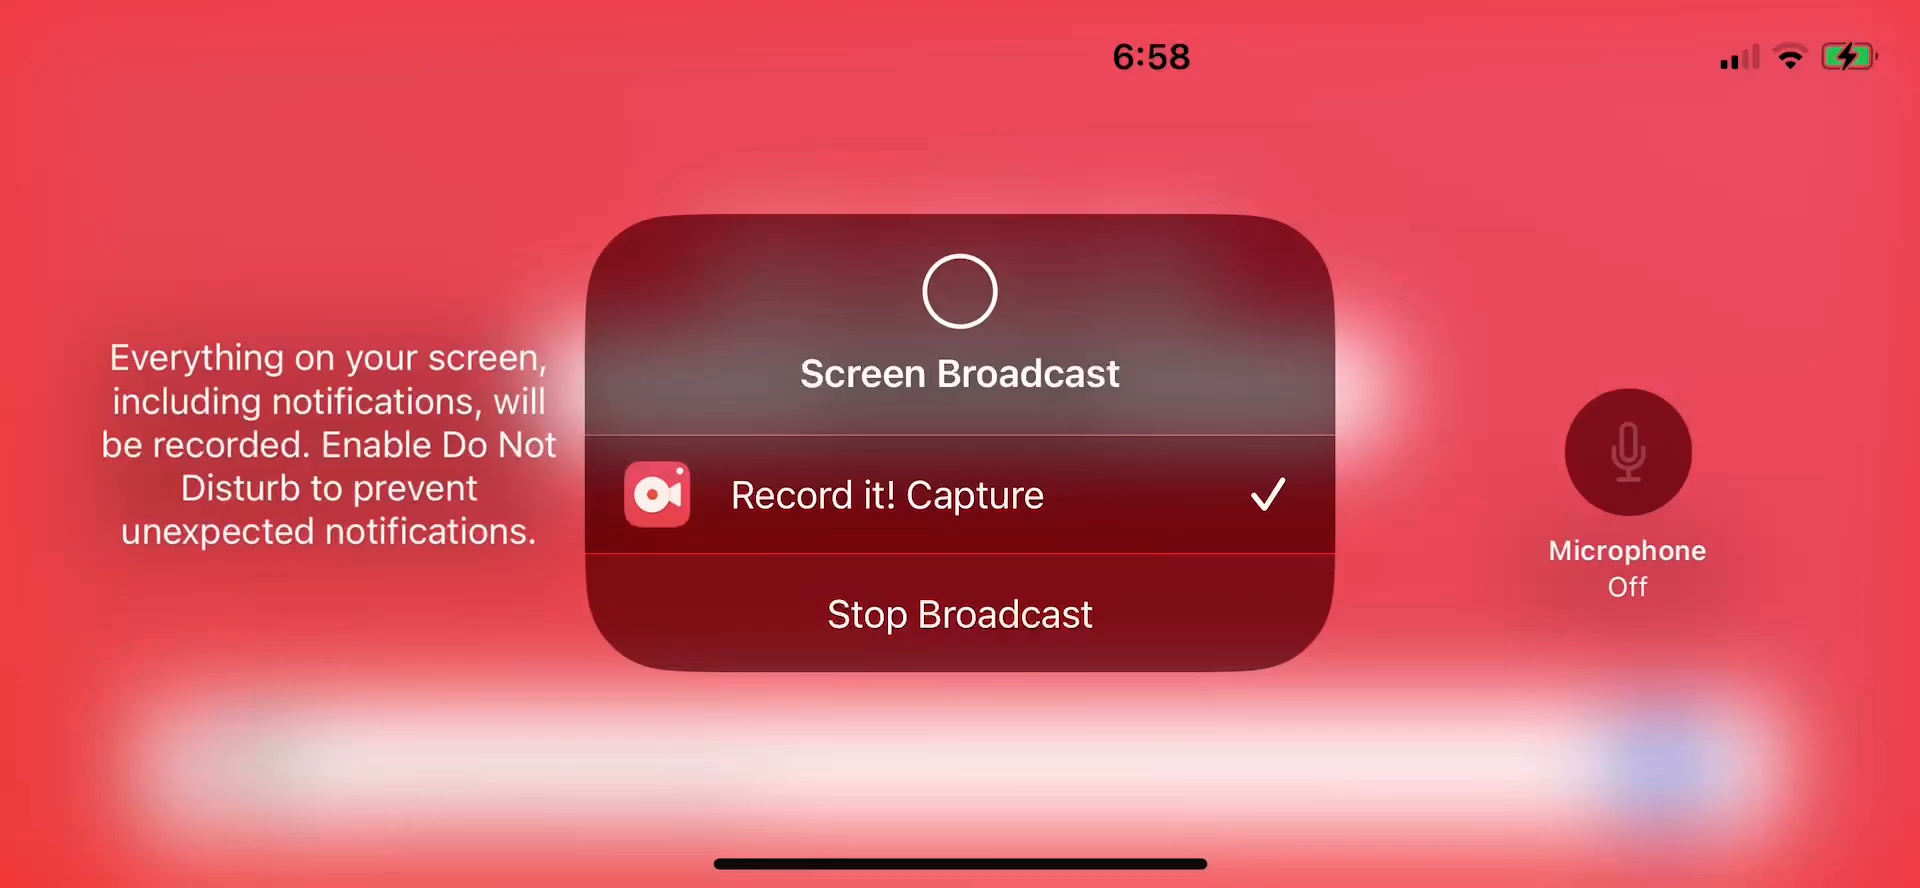 6:58
Everything on your screen,
including notifications, will
be recorded. Enable Do Not
Disturb to prevent
unexpected notifications.
Screen Broadcast
Record it! Capture
Stop Broadcast
Microphone
Off